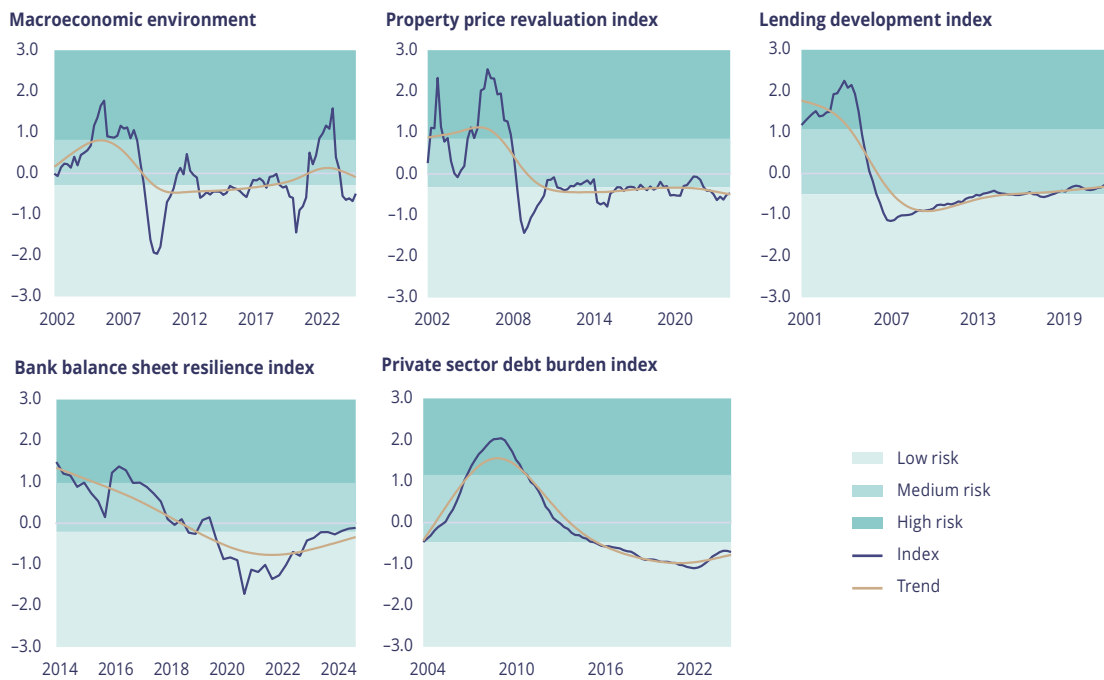 Macroeconomic environment
3.0
2.0
1.0
0.0
–1.0
–2.0
–3.0
2002 2007 2012 2017 2022
Property price revaluation index
3.0
2.0
1.0
0.0
–1.0
–2.0
–3.0
2002 2008 2014 2020
Lending development index
3.0
2.0
1.0
0.0
–1.0
–2.0
–3.0
2001 2007 2013 2019
Bank balance sheet resilience index
3.0
2.0
1.0
0.0
–1.0
–2.0
–3.0
2014 2016 2018 2020 2022 2024
Private sector debt burden index
3.0
2.0
1.0
0.0
–1.0
–2.0
–3.0
2004 2010 2016 2022
Low risk
Medium risk
High risk
Index
Trend